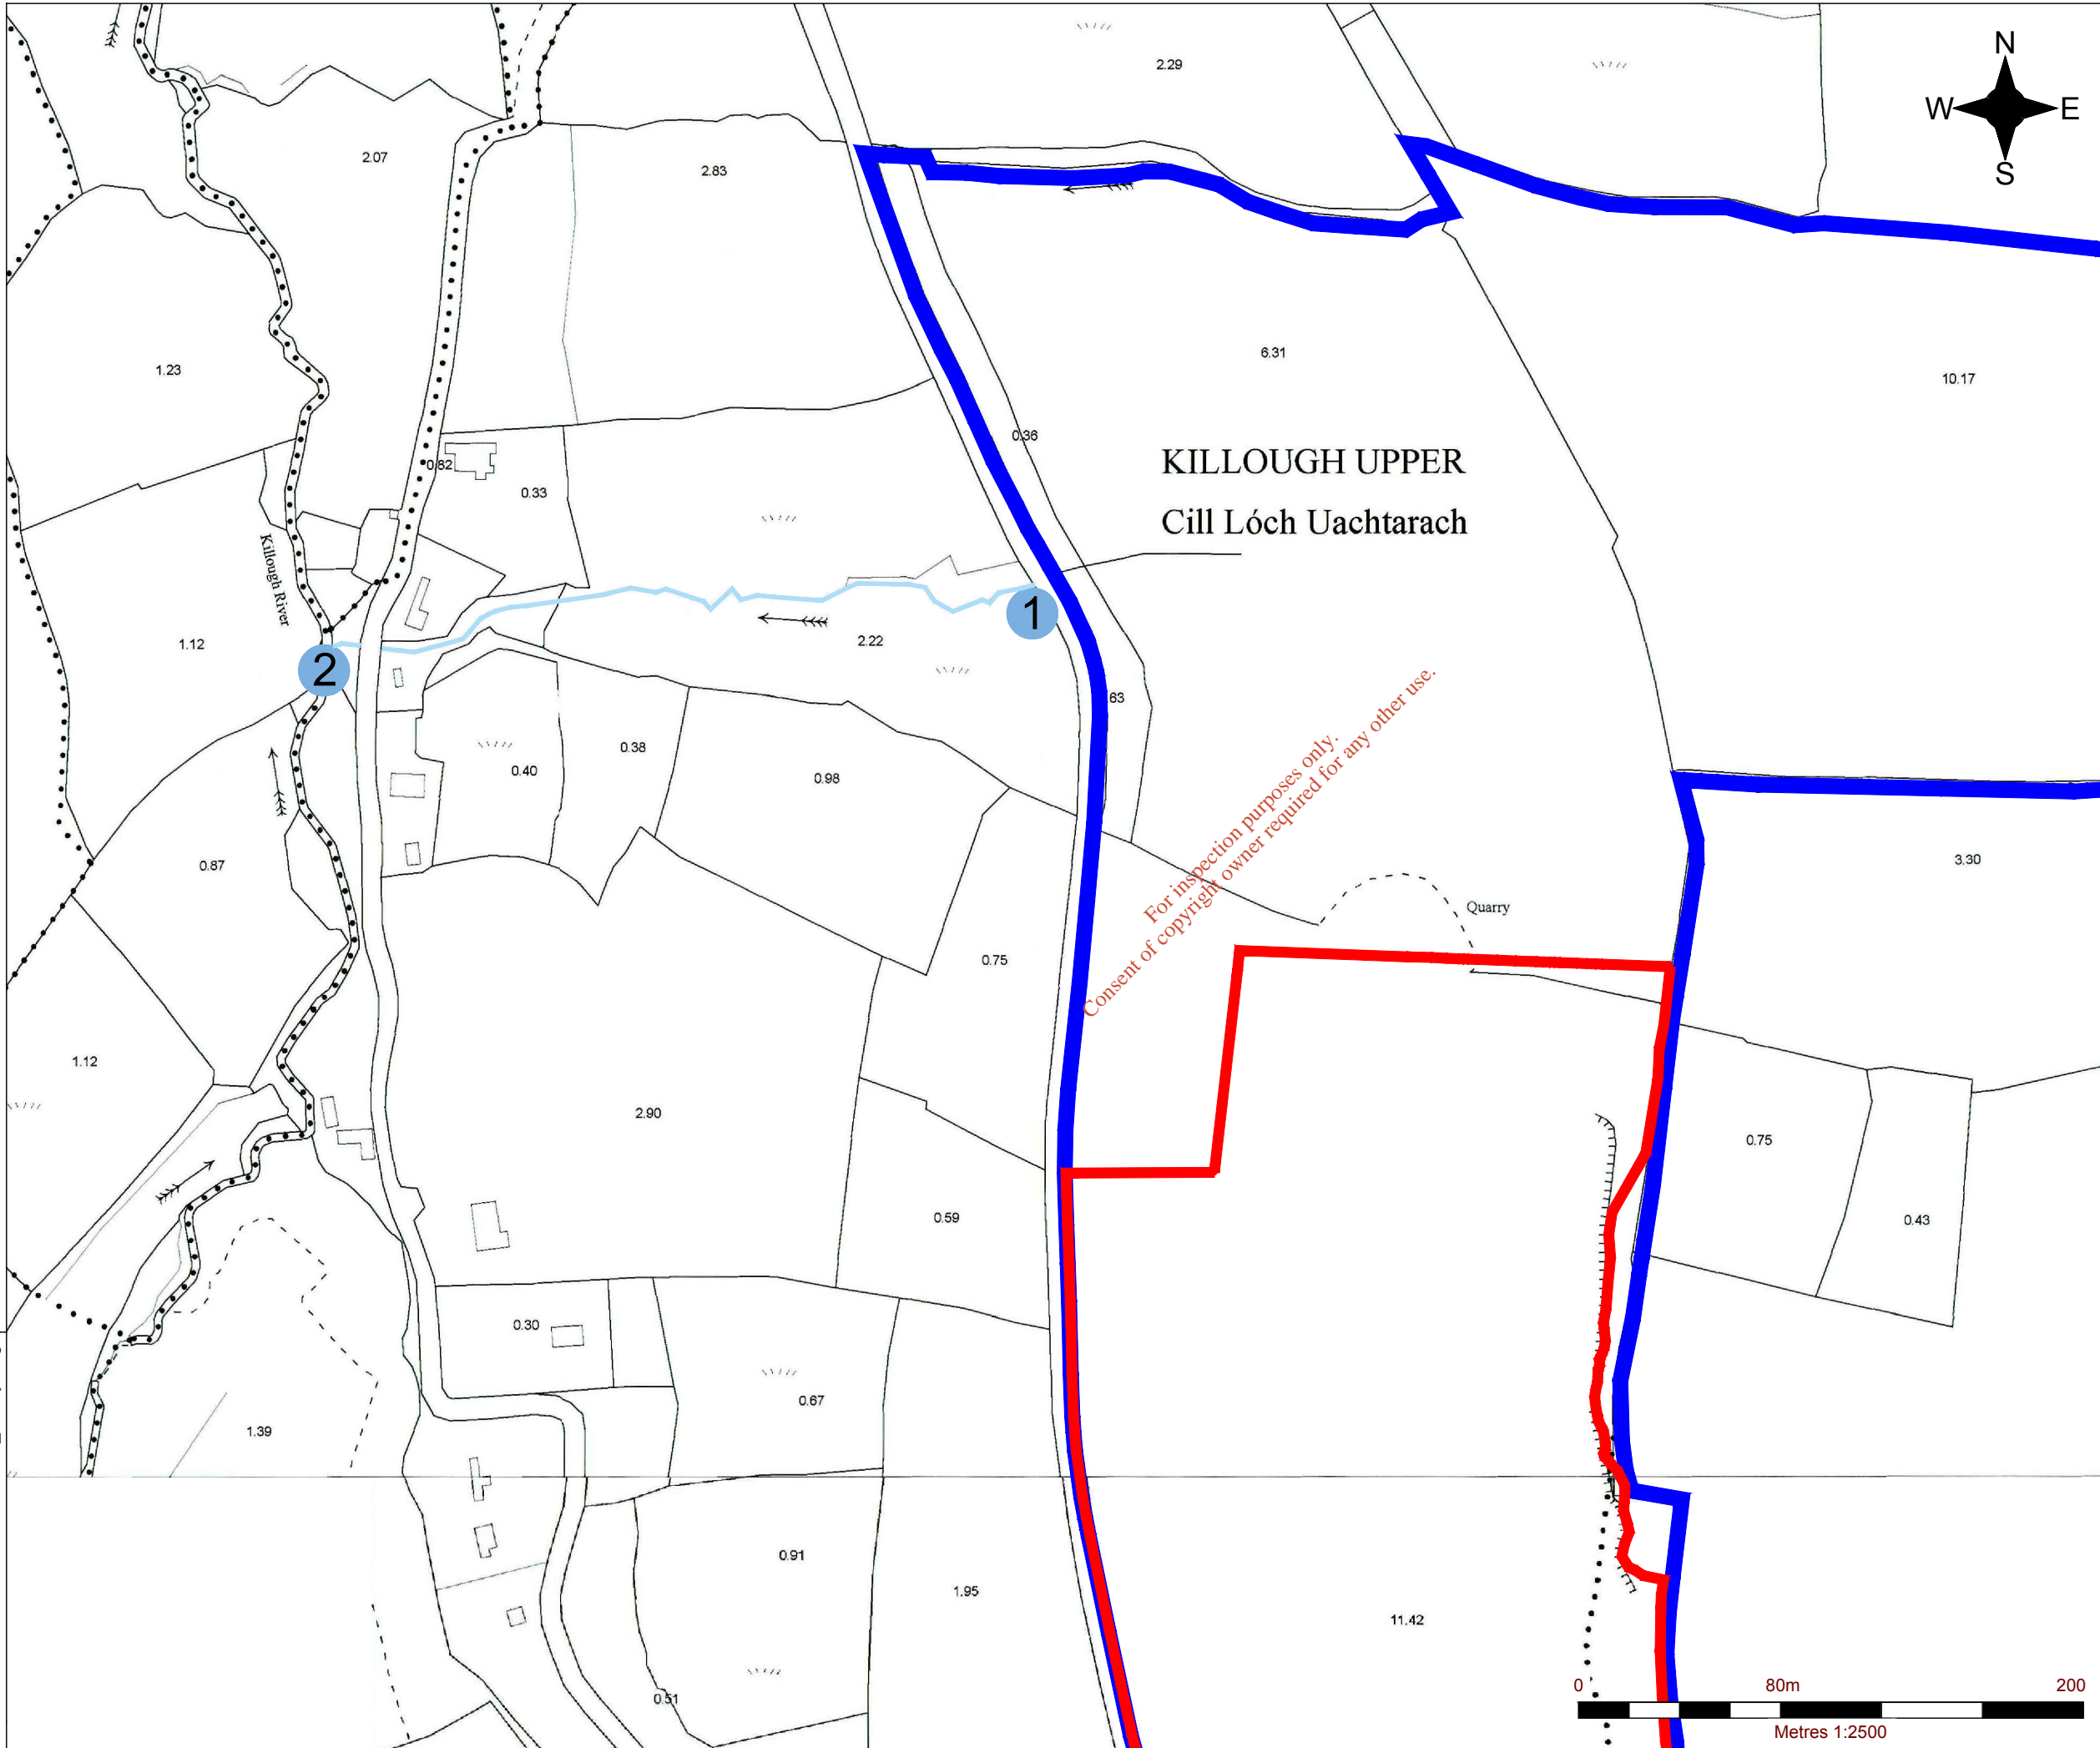 N
W E
S
2.29
2.07
2.83
1.23
6.31
10.17
0.36
KILLOUGH UPPER
Cill Lóch Uachtarach
0.82
0.33
Killough River
1
1.12
2.22
2
63
For inspection purposes only.
Consent of copyright owner required for any other use.
0.38
0.40
0.98
0.87
3.30
Quarry
0.75
1.12
2.90
0.75
0.59
0.43
0.30
0.67
1.39
0.91
1.95
11.42
0.51
0 80m 200
Metres 1:2500